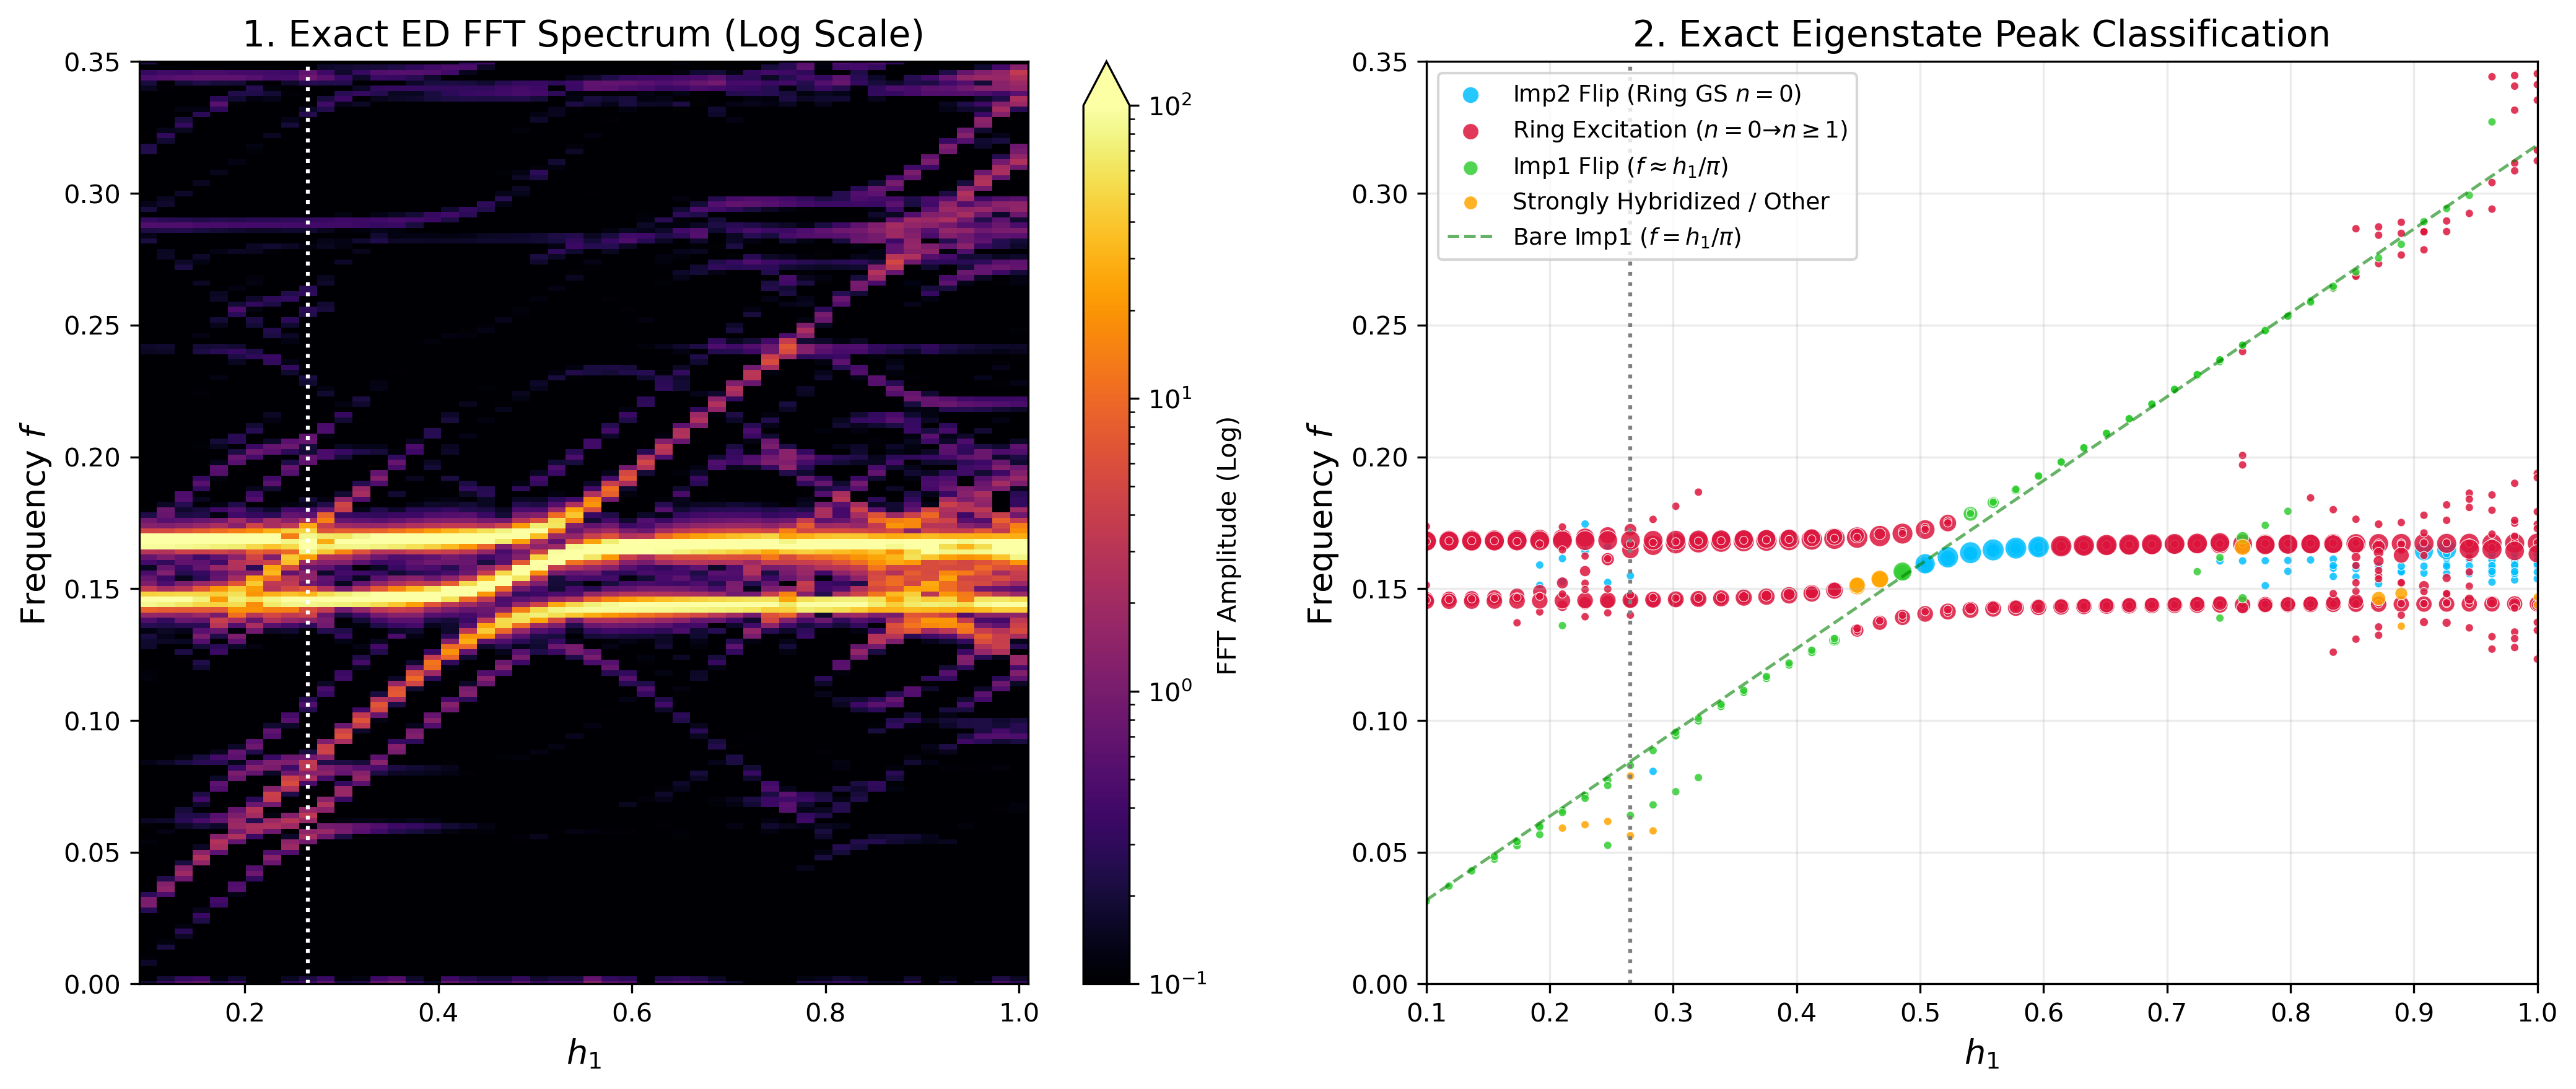 1. Exact ED FFT Spectrum (Log Scale)
0.35
0.30
0.25
0.20
0.15
0.10
0.05
0.00
Frequency f
0.2 0.4 0.6 0.8 1.0
h₁
10²
10¹
10⁰
10⁻¹
FFT Amplitude (Log)
2. Exact Eigenstate Peak Classification
Imp2 Flip (Ring GS n = 0)
Ring Excitation (n = 0→n ≥ 1)
Imp1 Flip (f ≈ h₁/π)
Strongly Hybridized / Other
Bare Imp1 (f = h₁/π)
0.35
0.30
0.25
0.20
0.15
0.10
0.05
0.00
Frequency f
0.1 0.2 0.3 0.4 0.5 0.6 0.7 0.8 0.9 1.0
h₁